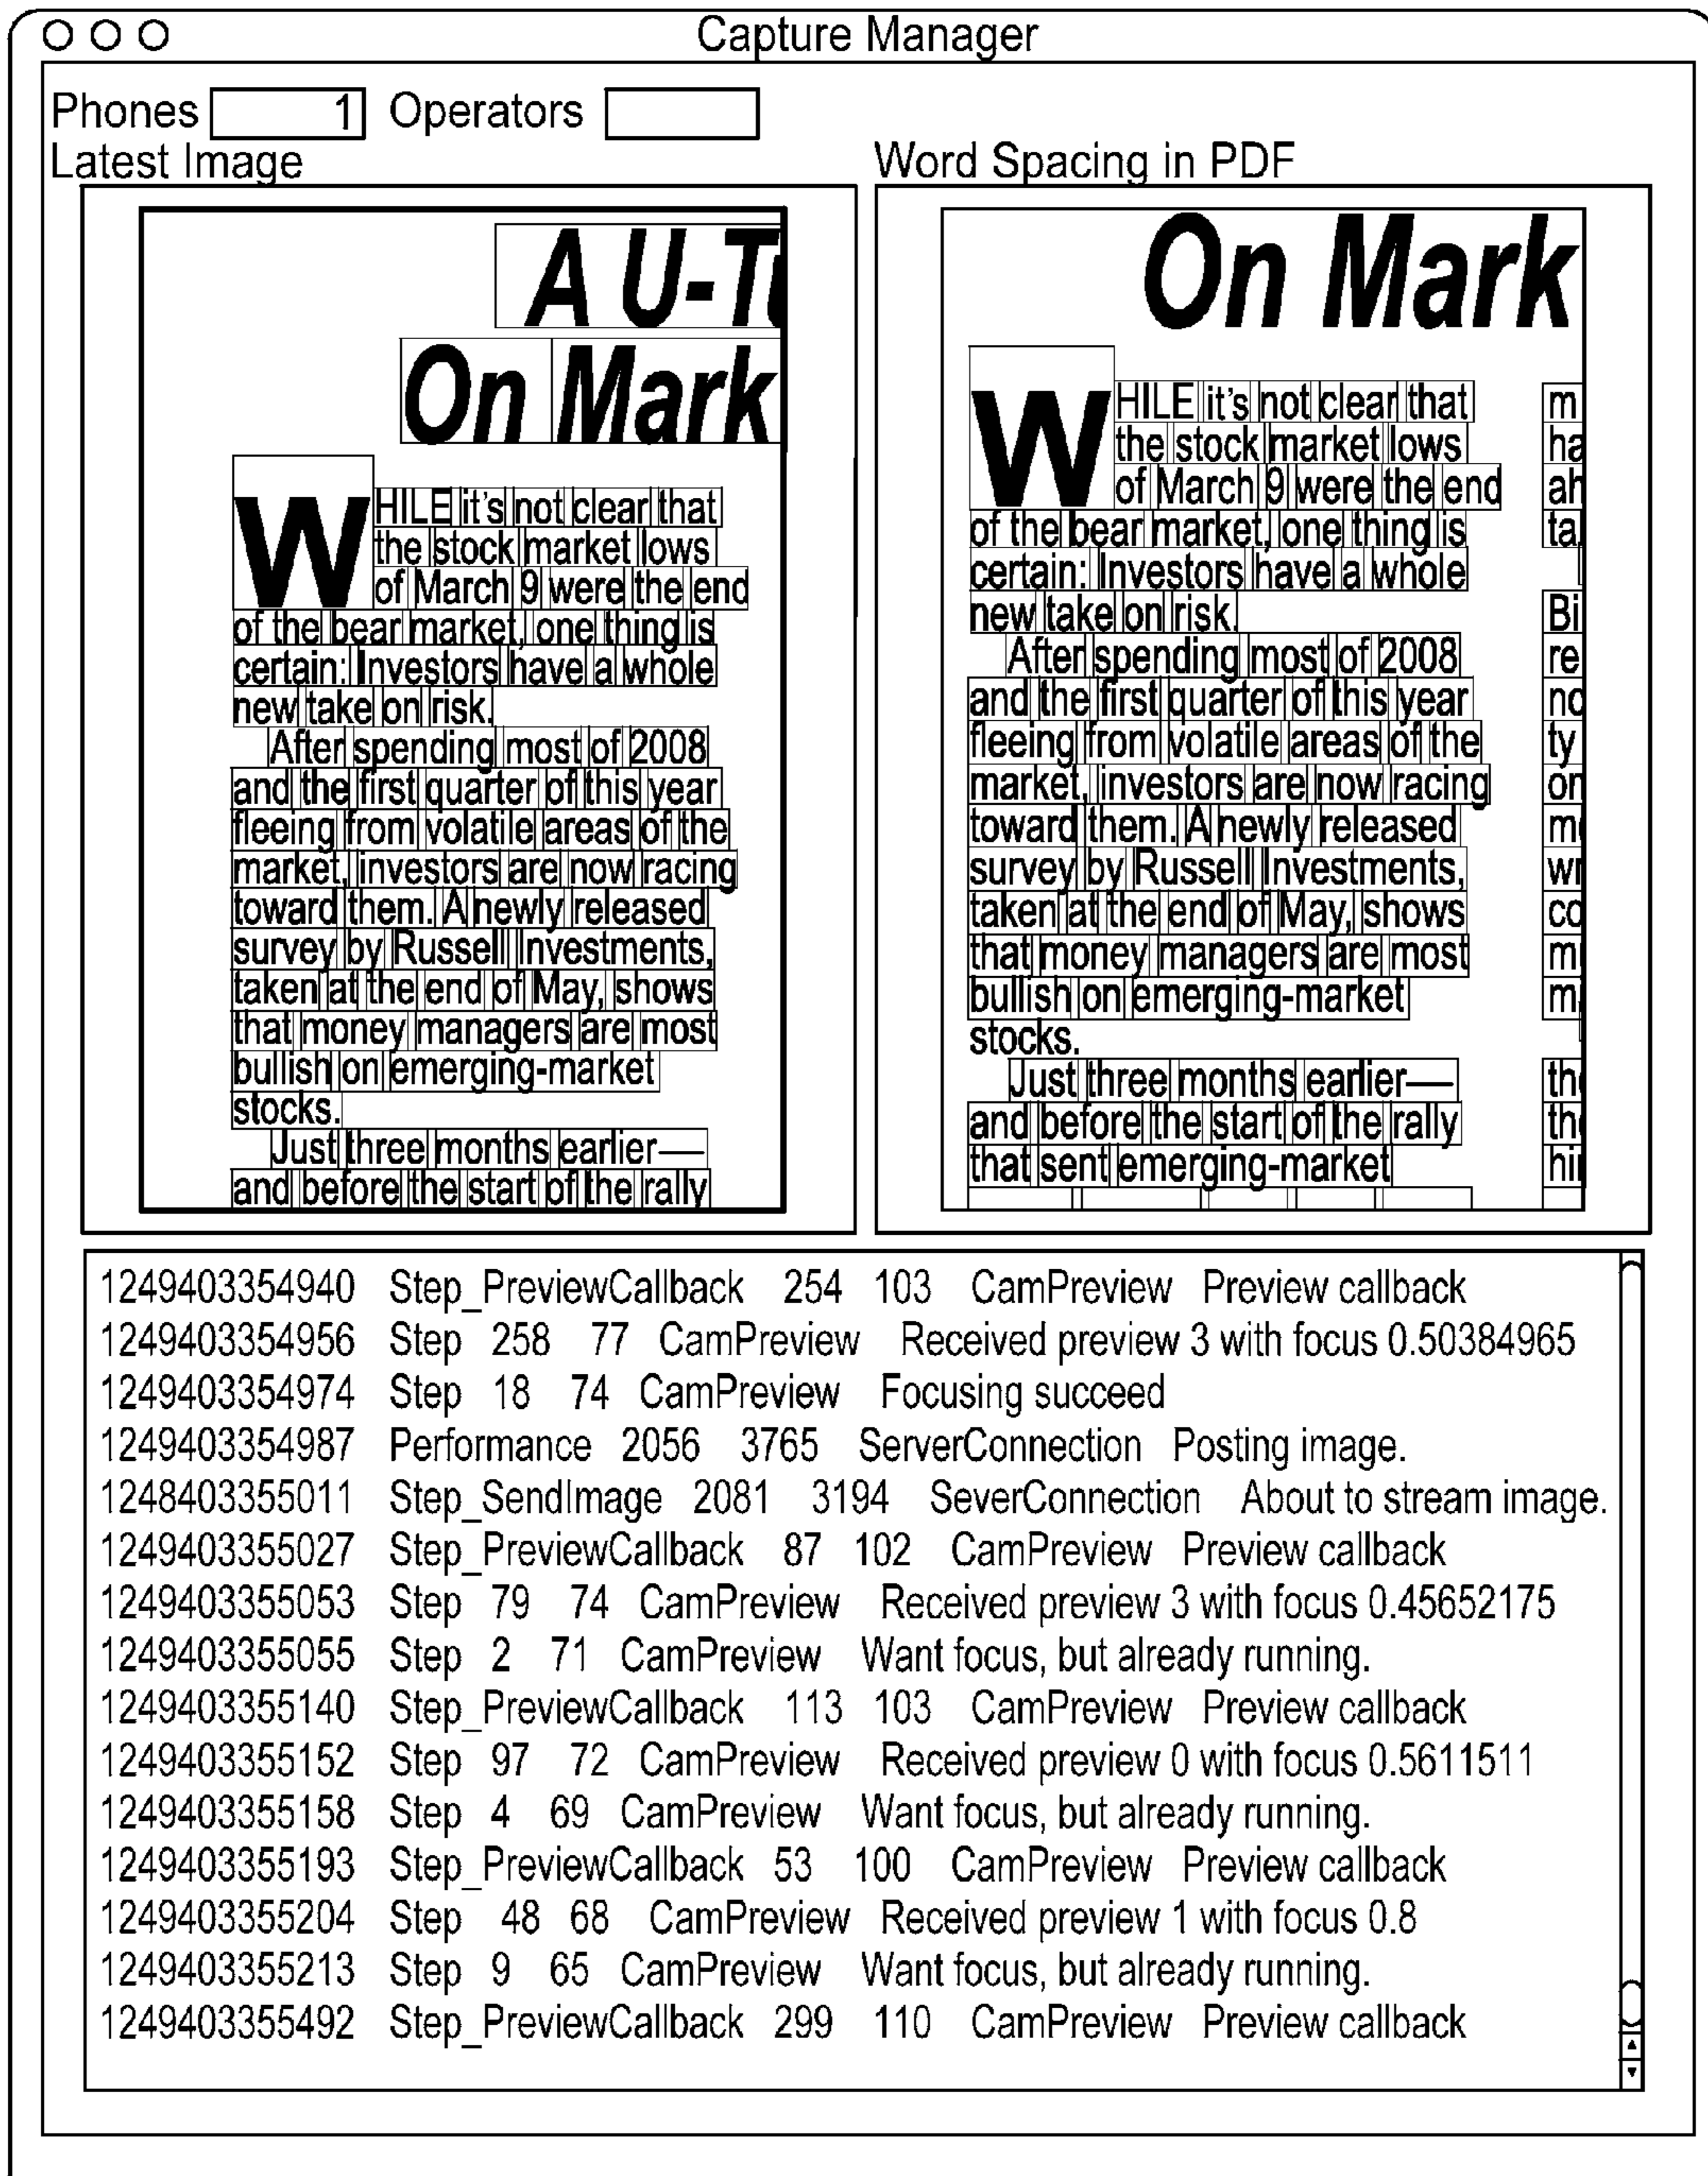 Capture Manager
Phones 1 Operators
Latest Image
A U-T
On Mark
WHILE it's not clear that
the stock market lows
of March 9 were the end
of the bear market, one thing is
certain: Investors have a whole
new take on risk.
After spending most of 2008
and the first quarter of this year
fleeing from volatile areas of the
market, investors are now racing
toward them. A newly released
survey by Russell Investments,
taken at the end of May, shows
that money managers are most
bullish on emerging-market
stocks.
Just three months earlier—
and before the start of the rally
Word Spacing in PDF
On Mark
WHILE it's not clear that
the stock market lows
of March 9 were the end
of the bear market, one thing is
certain: Investors have a whole
new take on risk.
After spending most of 2008
and the first quarter of this year
fleeing from volatile areas of the
market, investors are now racing
toward them. A newly released
survey by Russell Investments,
taken at the end of May, shows
that money managers are most
bullish on emerging-market
stocks.
Just three months earlier—
and before the start of the rally
that sent emerging-market
m
ha
ah
ta
Bi
re
no
ty
on
m
wr
co
m
m
the
the
hi
1249403354940 Step_PreviewCallback 254 103 CamPreview Preview callback
1249403354956 Step 258 77 CamPreview Received preview 3 with focus 0.50384965
1249403354974 Step 18 74 CamPreview Focusing succeed
1249403354987 Performance 2056 3765 ServerConnection Posting image.
1248403355011 Step_SendImage 2081 3194 SeverConnection About to stream image.
1249403355027 Step_PreviewCallback 87 102 CamPreview Preview callback
1249403355053 Step 79 74 CamPreview Received preview 3 with focus 0.45652175
1249403355055 Step 2 71 CamPreview Want focus, but already running.
1249403355140 Step_PreviewCallback 113 103 CamPreview Preview callback
1249403355152 Step 97 72 CamPreview Received preview 0 with focus 0.5611511
1249403355158 Step 4 69 CamPreview Want focus, but already running.
1249403355193 Step_PreviewCallback 53 100 CamPreview Preview callback
1249403355204 Step 48 68 CamPreview Received preview 1 with focus 0.8
1249403355213 Step 9 65 CamPreview Want focus, but already running.
1249403355492 Step_PreviewCallback 299 110 CamPreview Preview callback